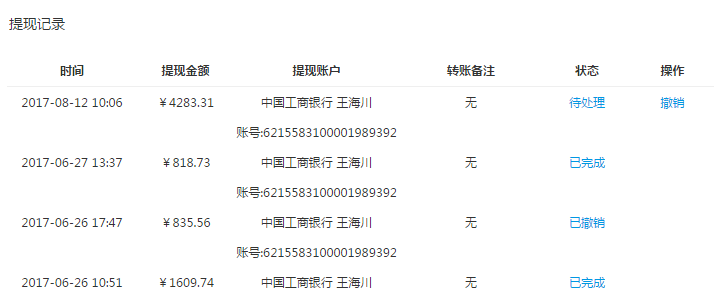 提现记录
时间 提现金额 提现账户 转账备注 状态 操作
2017-08-12 10:06 ￥4283.31 中国工商银行 王海川 无 待处理 撤销
账号:6215583100001989392
2017-06-27 13:37 ￥818.73 中国工商银行 王海川 无 已完成
账号:6215583100001989392
2017-06-26 17:47 ￥835.56 中国工商银行 王海川 无 已撤销
账号:6215583100001989392
2017-06-26 10:51 ￥1609.74 中国工商银行 王海川 无 已完成